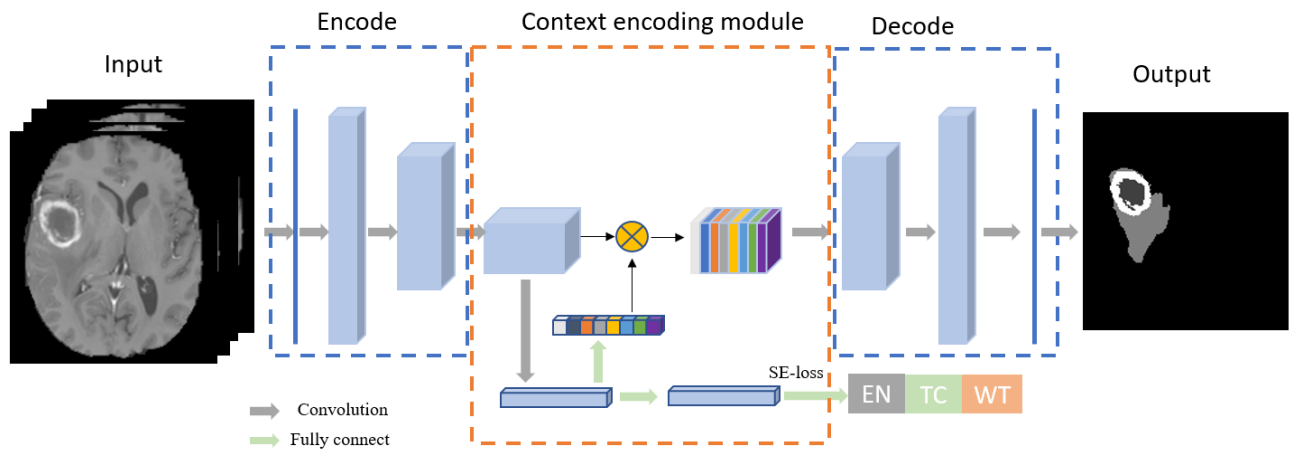 Input
Encode
Context encoding module
Decode
Output
SE-loss
EN TC WT
Convolution
Fully connect